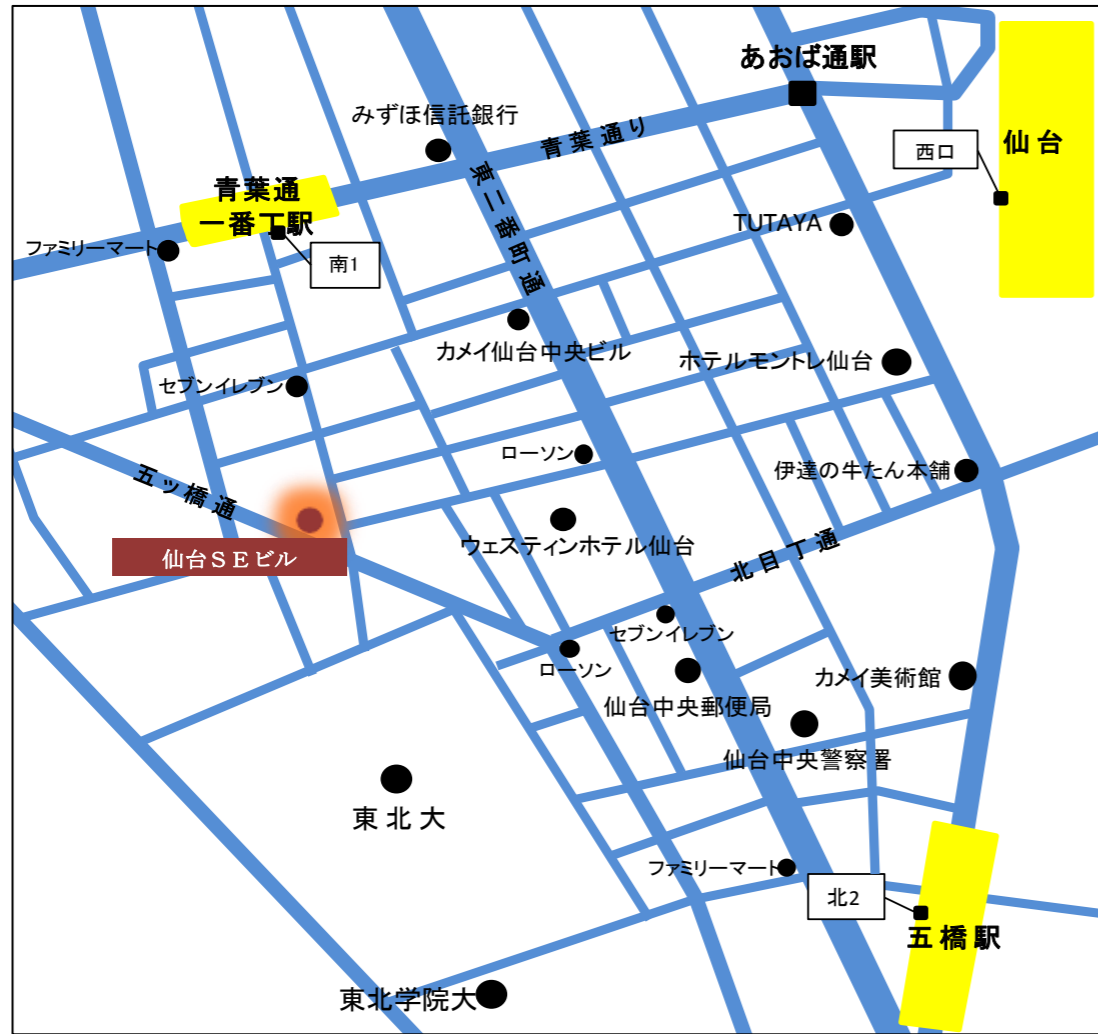 あおば通駅
みずほ信託銀行
青葉通り
西口
仙台
青葉通
一番丁駅
東二番町通
TUTAYA
ファミリーマート
南1
カメイ仙台中央ビル
ホテルモントレ仙台
セブンイレブン
ローソン
伊達の牛たん本舗
五ッ橋通
ウェスティンホテル仙台
仙台SEビル
北目丁通
セブンイレブン
ローソン
カメイ美術館
仙台中央郵便局
仙台中央警察署
東北大
ファミリーマート
北2
五橋駅
東北学院大